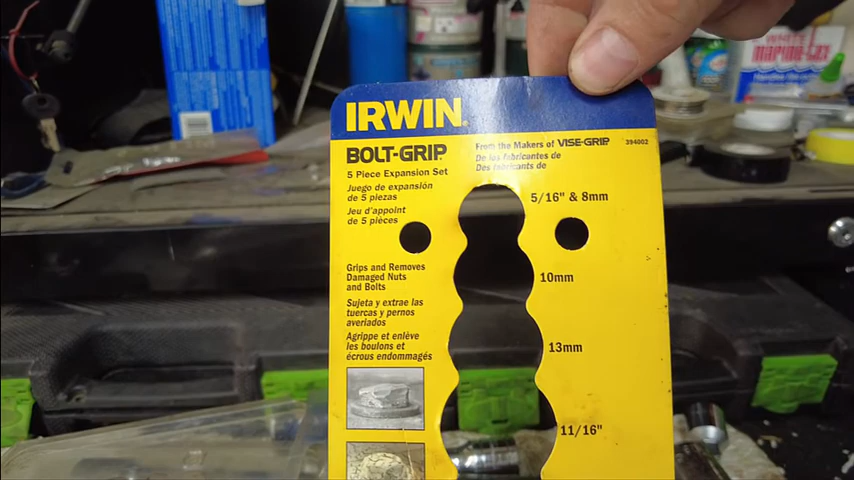 IRWIN
BOLT-GRIP
5 Piece Expansion Set
Juego de expansión
de 5 piezas
Jeu d'appoint
de 5 pièces
From the Makers of VISE-GRIP
De los fabricantes de
Des fabricants de
394002
5/16" & 8mm
10mm
13mm
11/16"
Grips and Removes
Damaged Nuts
and Bolts
Sujeta y extrae las
tuercas y pernos
averiados
Agrippe et enlève
les boulons et
écrous endommagés
WHITE